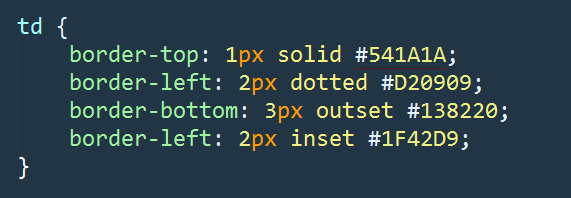 td {
    border-top: 1px solid #541A1A;
    border-left: 2px dotted #D20909;
    border-bottom: 3px outset #138220;
    border-left: 2px inset #1F42D9;
}